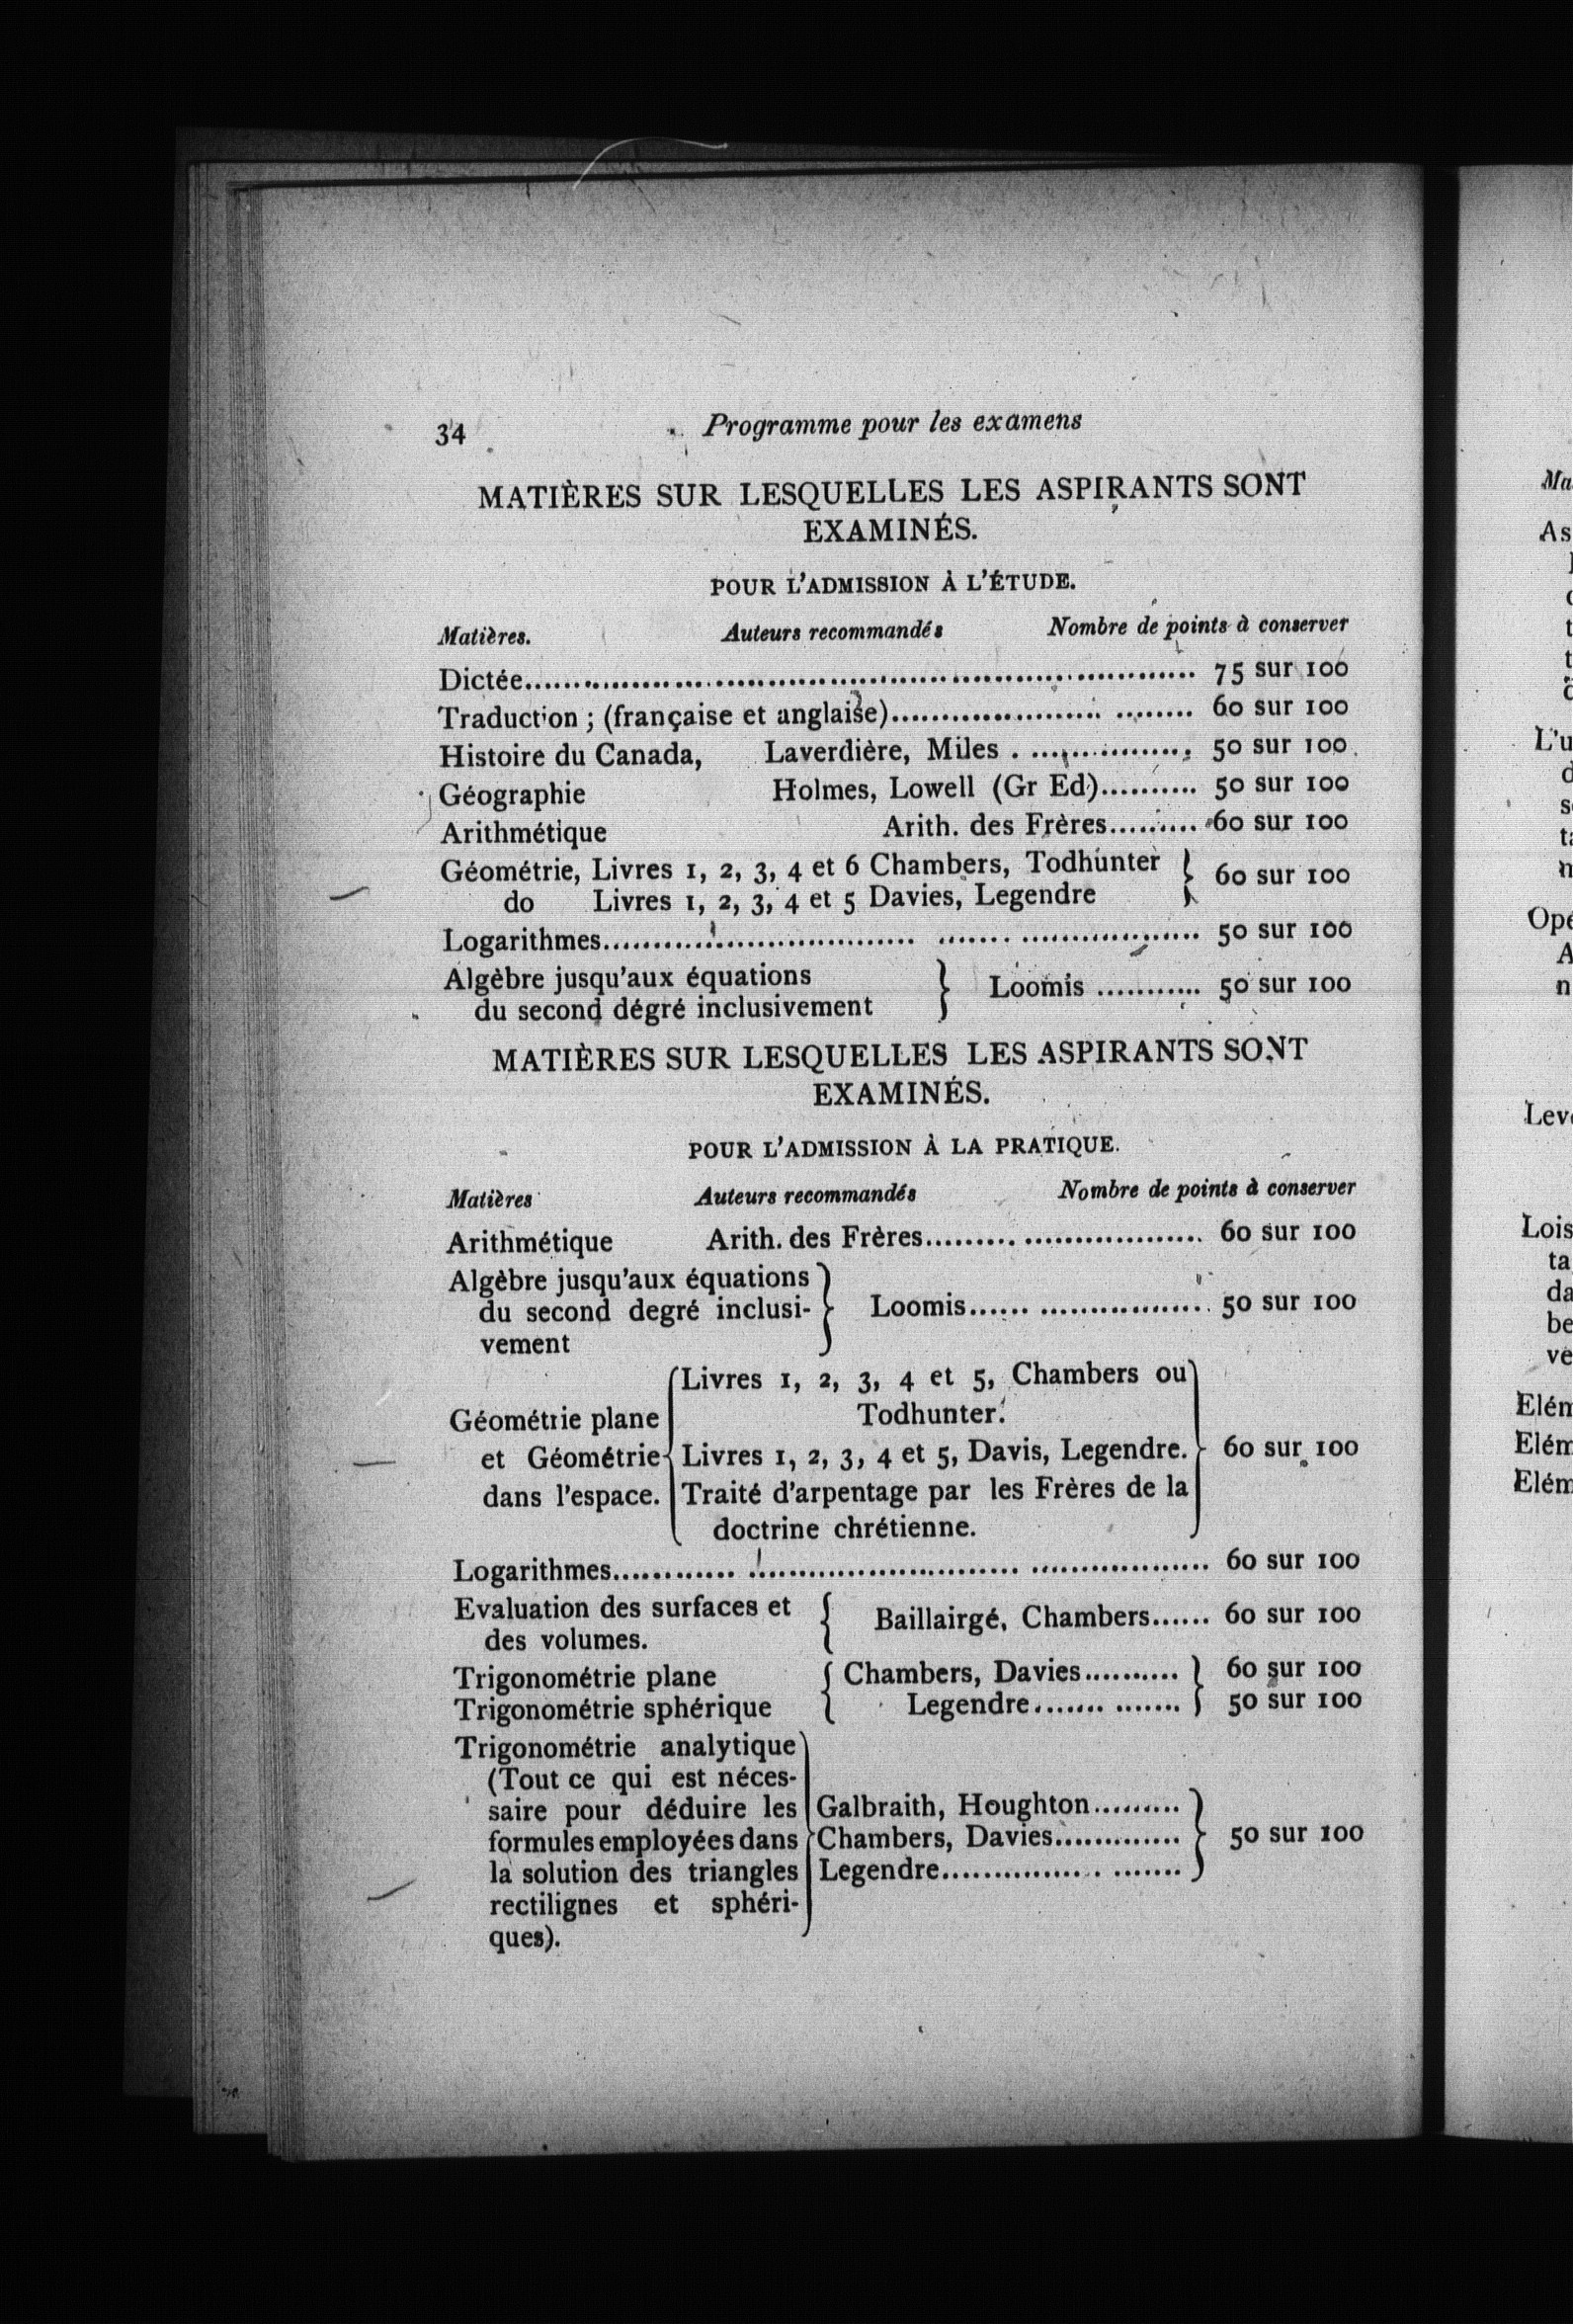 34 Programme pour les examens
MATIÈRES SUR LESQUELLES LES ASPIRANTS SONT
EXAMINÉS.
POUR L'ADMISSION À L'ÉTUDE.
Matières. Auteurs recommandés Nombre de points à conserver
Dictée........................................ 75 sur 100
Traduction ; (française et anglaise)..................... ........ 60 sur 100
Histoire du Canada, Laverdière, Miles . ................ 50 sur 100
Géographie Holmes, Lowell (Gr Ed).......... 50 sur 100
Arithmétique Arith. des Frères......... 60 sur 100
Géométrie, Livres 1, 2, 3, 4 et 6 Chambers, Todhunter } 60 sur 100
do Livres 1, 2, 3, 4 et 5 Davies, Legendre
Logarithmes............................... ....... .................. 50 sur 100
Algèbre jusqu'aux équations } Loomis ........... 50 sur 100
du second dégré inclusivement
MATIÈRES SUR LESQUELLES LES ASPIRANTS SONT
EXAMINÉS.
POUR L'ADMISSION À LA PRATIQUE.
Matières Auteurs recommandés Nombre de points à conserver
Arithmétique Arith. des Frères......... .................. 60 sur 100
Algèbre jusqu'aux équations
du second degré inclusi- } Loomis...... ................. 50 sur 100
vement
Livres 1, 2, 3, 4 et 5, Chambers ou
Géométrie plane Todhunter.
et Géométrie { Livres 1, 2, 3, 4 et 5, Davis, Legendre. } 60 sur 100
dans l'espace. Traité d'arpentage par les Frères de la
doctrine chrétienne.
Logarithmes............ ........................... .................. 60 sur 100
Evaluation des surfaces et { Baillairgé, Chambers...... 60 sur 100
des volumes.
Trigonométrie plane { Chambers, Davies.......... } 60 sur 100
Trigonométrie sphérique Legendre....... ....... 50 sur 100
Trigonométrie analytique
(Tout ce qui est néces-
saire pour déduire les Galbraith, Houghton.........
formules employées dans { Chambers, Davies............. } 50 sur 100
la solution des triangles Legendre................ .......
rectilignes et sphéri-
ques).